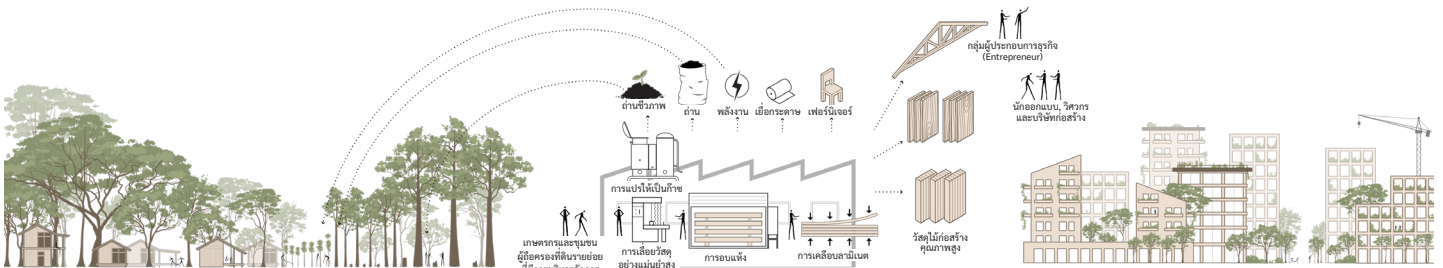 กลุ่มผู้ประกอบการธุรกิจ
(Entrepreneur)
นักออกแบบ, วิศวกร
และบริษัทก่อสร้าง
ถ่านชีวภาพ
ถ่าน
พลังงาน
เยื่อกระดาษ
เฟอร์นิเจอร์
การแปรให้เป็นก๊าซ
เกษตรกรและชุมชน
ผู้ถือครองที่ดินรายย่อย
การเลื่อยวัสดุ
อย่างแม่นยำสูง
การอบแห้ง
การเคลือบลามิเนต
วัสดุไม้ก่อสร้าง
คุณภาพสูง